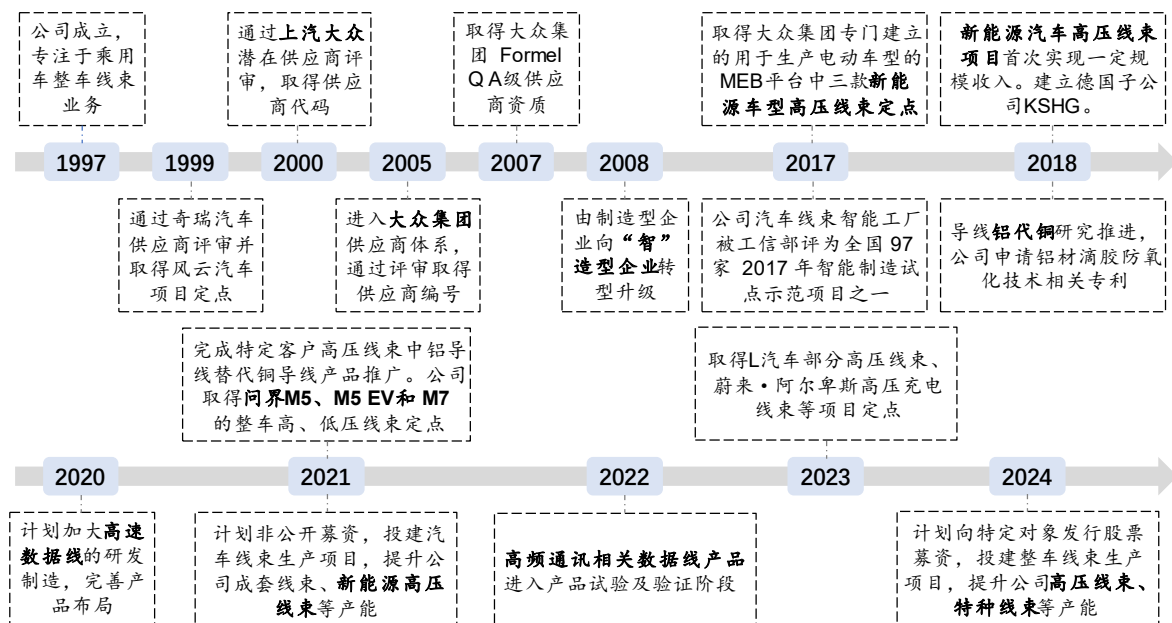 公司成立，
专注于乘用
车整车线束
业务
通过上汽大众
潜在供应商评
审，取得供应
商代码
取得大众集
团 Formel
Q A级供应
商资质
取得大众集团专门建立
的用于生产电动车型的
MEB平台中三款新能
源车型高压线束定点
新能源汽车高压线束
项目首次实现一定规
模收入。建立德国子公
司KSHG。
1997
1999
2000
2005
2007
2008
2017
2018
通过奇瑞汽车
供应商评审并
取得风云汽车
项目定点
进入大众集团
供应商体系，
通过评审取得
供应商编号
由制造型企
业向“智”
造型企业转
型升级
公司汽车线束智能工厂
被工信部评为全国 97
家 2017 年智能制造试
点示范项目之一
导线铝代铜研究推进，
公司申请铝材滴胶防氧
化技术相关专利
完成特定客户高压线束中铝导
线替代铜导线产品推广。公司
取得问界M5、M5 EV和 M7
的整车高、低压线束定点
取得L汽车部分高压线束、
蔚来·阿尔卑斯高压充电
线束等项目定点
2020
2021
2022
2023
2024
计划加大高速
数据线的研发
制造，完善产
品布局
计划非公开募资，投建汽
车线束生产项目，提升公
司成套线束、新能源高压
线束等产能
高频通讯相关数据线产品
进入产品试验及验证阶段
计划向特定对象发行股票
募资，投建整车线束生产
项目，提升公司高压线束、
特种线束等产能